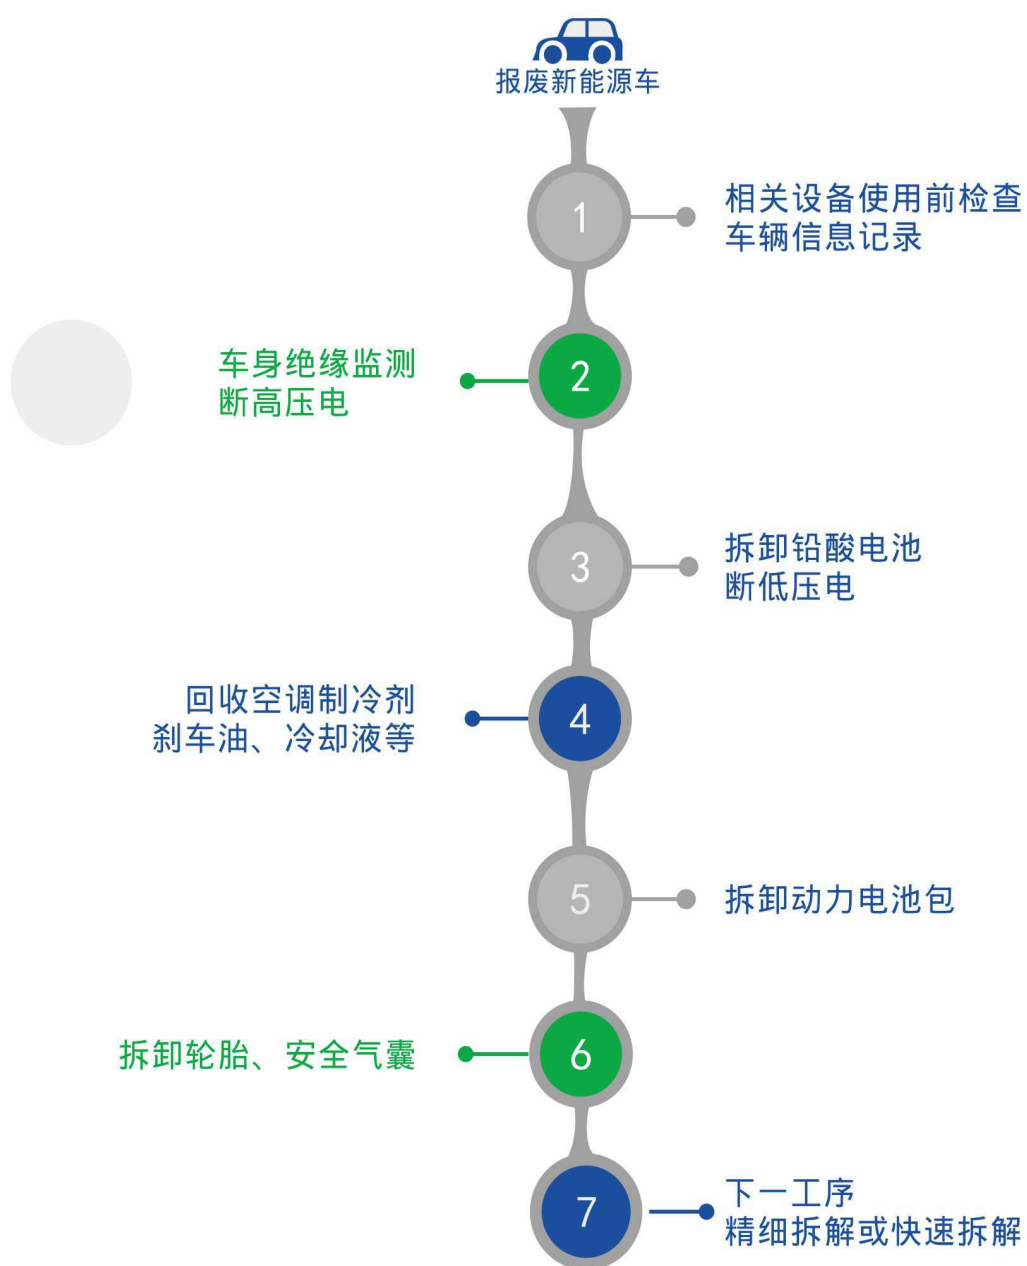 报废新能源车
1
相关设备使用前检查
车辆信息记录
2
车身绝缘监测
断高压电
3
拆卸铅酸电池
断低压电
4
回收空调制冷剂
刹车油、冷却液等
5
拆卸动力电池包
6
拆卸轮胎、安全气囊
7
下一工序
精细拆解或快速拆解